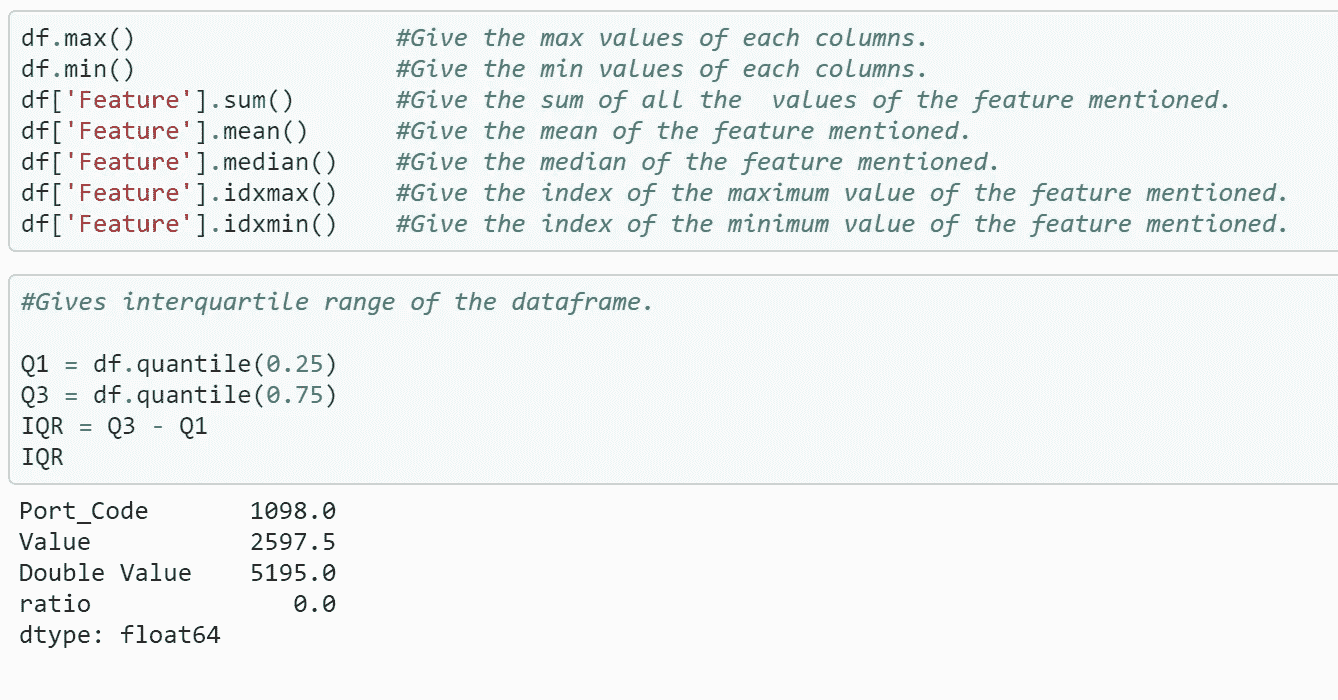 df.max() #Give the max values of each columns.
df.min() #Give the min values of each columns.
df['Feature'].sum() #Give the sum of all the  values of the feature mentioned.
df['Feature'].mean() #Give the mean of the feature mentioned.
df['Feature'].median() #Give the median of the feature mentioned.
df['Feature'].idxmax() #Give the index of the maximum value of the feature mentioned.
df['Feature'].idxmin() #Give the index of the minimum value of the feature mentioned.
#Gives interquartile range of the dataframe.
Q1 = df.quantile(0.25)
Q3 = df.quantile(0.75)
IQR = Q3 - Q1
IQR
Port_Code 1098.0
Value 2597.5
Double Value 5195.0
ratio 0.0
dtype: float64